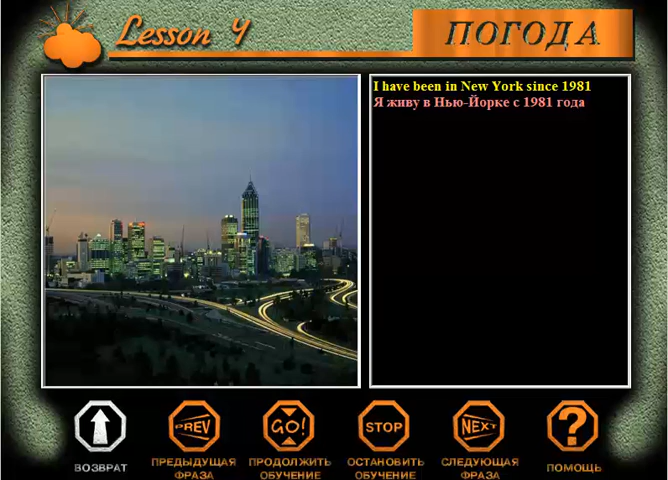 Lesson 4
ПОГОДА
I have been in New York since 1981
Я живу в Нью-Йорке с 1981 года
PREV
GO!
STOP
NEXT
?
ВОЗВРАТ
ПРЕДЫДУЩАЯ ФРАЗА
ПРОДОЛЖИТЬ ОБУЧЕНИЕ
ОСТАНОВИТЬ ОБУЧЕНИЕ
СЛЕДУЮЩАЯ ФРАЗА
ПОМОЩЬ